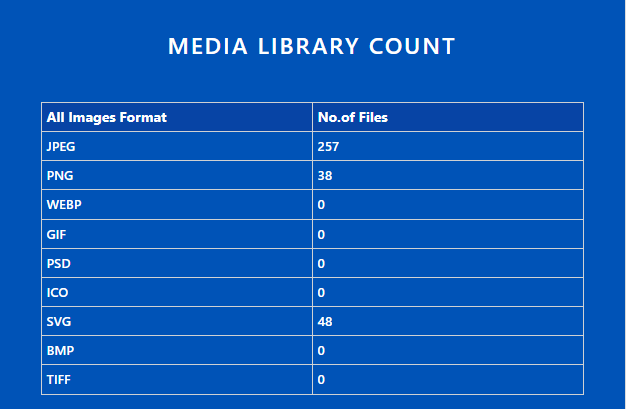 MEDIA LIBRARY COUNT
All Images Format No.of Files
JPEG 257
PNG 38
WEBP 0
GIF 0
PSD 0
ICO 0
SVG 48
BMP 0
TIFF 0